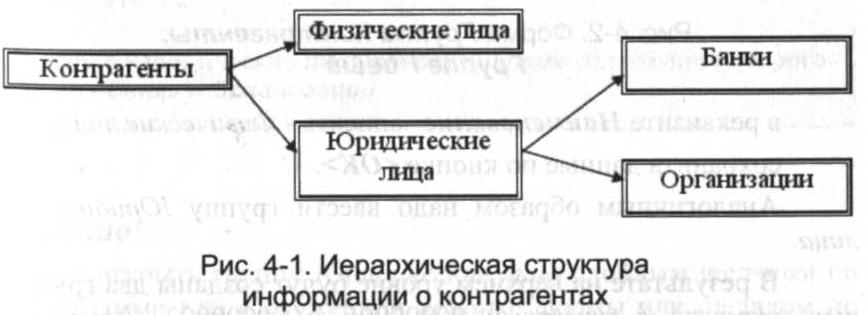 Физические лица
Контрагенты
Банки
Юридические
лица
Организации
Рис. 4-1. Иерархическая структура
информации о контрагентах